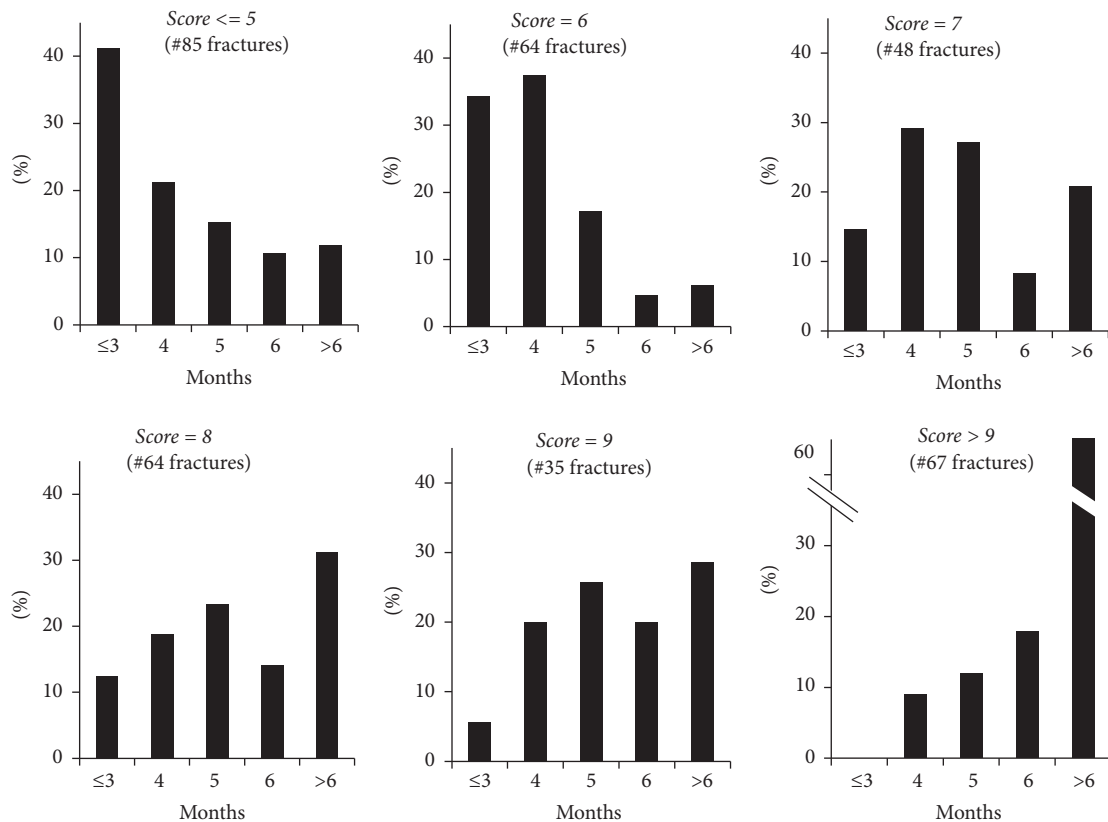 Score <= 5
(#85 fractures)
40
30
20
10
0
(%)
≤3 4 5 6 >6
Months
Score = 6
(#64 fractures)
40
30
20
10
0
(%)
≤3 4 5 6 >6
Months
Score = 7
(#48 fractures)
40
30
20
10
0
(%)
≤3 4 5 6 >6
Months
Score = 8
(#64 fractures)
40
30
20
10
0
(%)
≤3 4 5 6 >6
Months
Score = 9
(#35 fractures)
40
30
20
10
0
(%)
≤3 4 5 6 >6
Months
Score > 9
(#67 fractures)
60
30
20
10
0
(%)
≤3 4 5 6 >6
Months